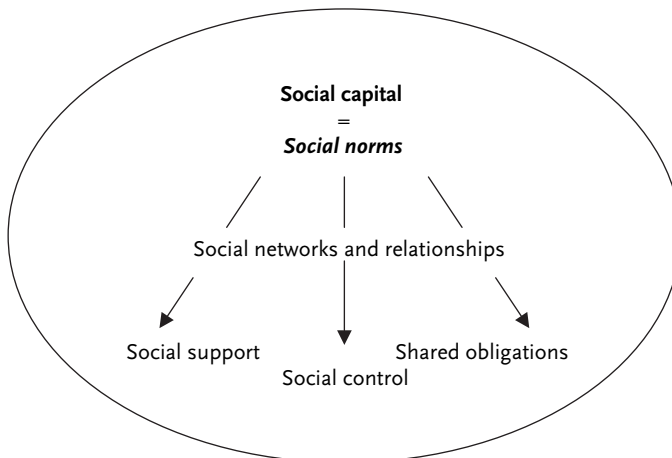 Social capital
=
Social norms
Social networks and relationships
Social support
Shared obligations
Social control